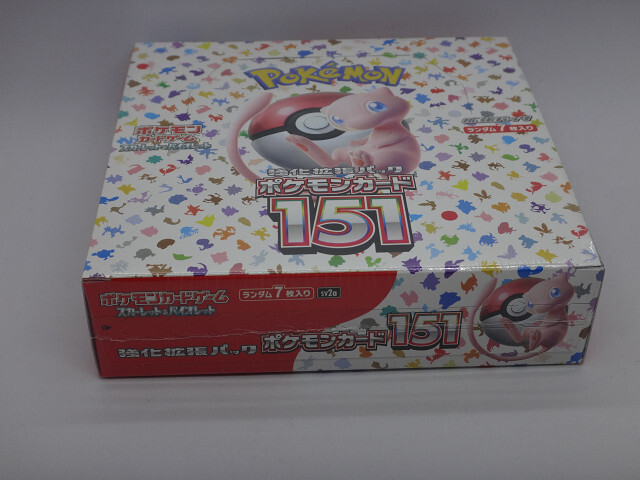 POKÉMON
ポケモン
カードゲーム
スカーレット&バイオレット
ランダム7枚入り
強化拡張パック
ポケモンカード
151
ポケモンカードゲーム
スカーレット&バイオレット
ランダム7枚入り
sv2a
強化拡張パック
ポケモンカード151